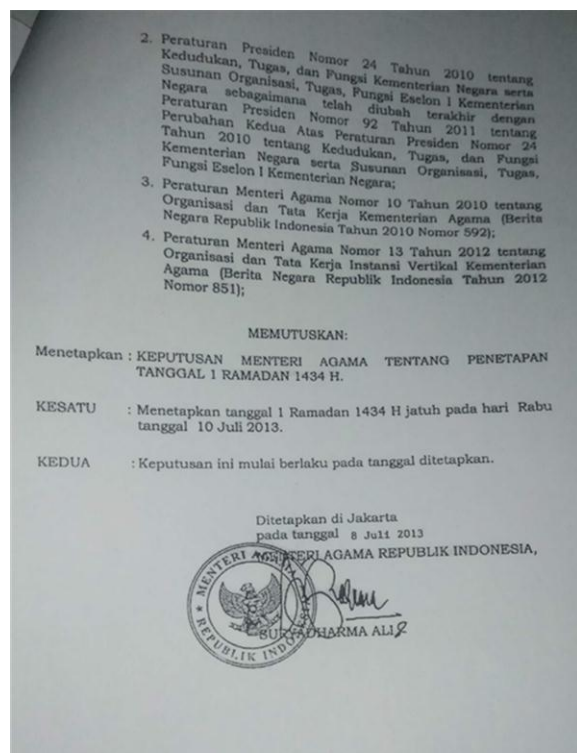 2. Peraturan Presiden Nomor 24 Tahun 2010 tentang
Kedudukan, Tugas, dan Fungsi Kementerian Negara serta
Susunan Organisasi, Tugas, Fungsi Eselon I Kementerian
Negara sebagaimana telah diubah terakhir dengan
Peraturan Presiden Nomor 92 Tahun 2011 tentang
Perubahan Kedua Atas Peraturan Presiden Nomor 24
Tahun 2010 tentang Kedudukan, Tugas, dan Fungsi
Kementerian Negara serta Susunan Organisasi, Tugas,
Fungsi Eselon I Kementerian Negara;
3. Peraturan Menteri Agama Nomor 10 Tahun 2010 tentang
Organisasi dan Tata Kerja Kementerian Agama (Berita
Negara Republik Indonesia Tahun 2010 Nomor 592);
4. Peraturan Menteri Agama Nomor 13 Tahun 2012 tentang
Organisasi dan Tata Kerja Instansi Vertikal Kementerian
Agama (Berita Negara Republik Indonesia Tahun 2012
Nomor 851);
MEMUTUSKAN:
Menetapkan : KEPUTUSAN MENTERI AGAMA TENTANG PENETAPAN
TANGGAL 1 RAMADAN 1434 H.
KESATU : Menetapkan tanggal 1 Ramadan 1434 H jatuh pada hari Rabu
tanggal 10 Juli 2013.
KEDUA : Keputusan ini mulai berlaku pada tanggal ditetapkan.
Ditetapkan di Jakarta
pada tanggal 8 Juli 2013
MENTERI AGAMA REPUBLIK INDONESIA,
MENTERI AGAMA
REPUBLIK INDONESIA
SURYADHARMA ALI